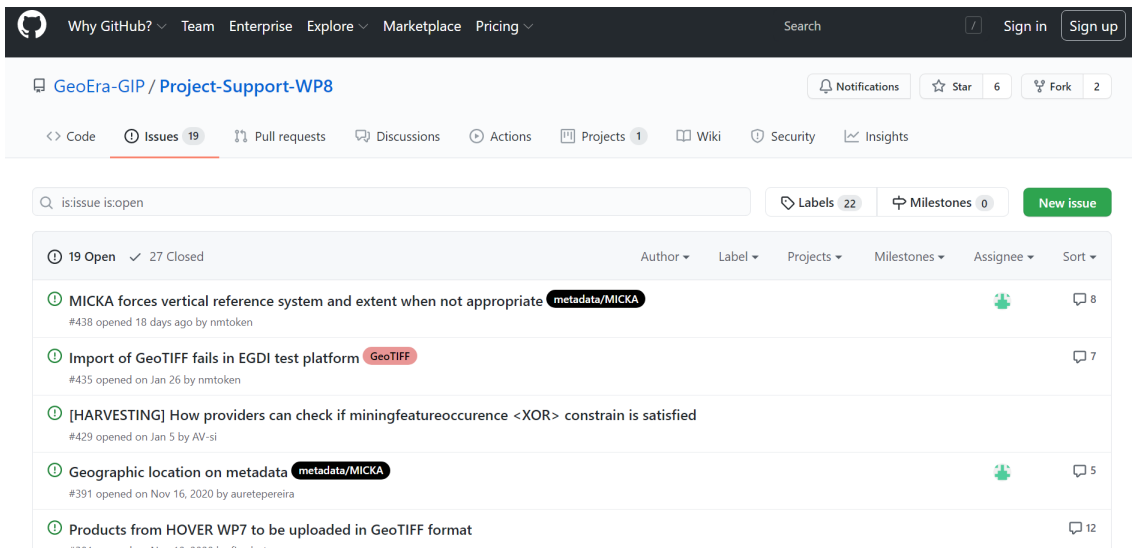 Why GitHub? Team Enterprise Explore Marketplace Pricing Search / Sign in Sign up
GeoEra-GIP / Project-Support-WP8 Notifications Star 6 Fork 2
Code Issues 19 Pull requests Discussions Actions Projects 1 Wiki Security Insights
is:issue is:open Labels 22 Milestones 0 New issue
19 Open 27 Closed Author Label Projects Milestones Assignee Sort
MICKA forces vertical reference system and extent when not appropriate metadata/MICKA 8
#438 opened 18 days ago by nmtoken
Import of GeoTIFF fails in EGDI test platform GeoTIFF 7
#435 opened on Jan 26 by nmtoken
[HARVESTING] How providers can check if miningfeatureoccurence <XOR> constrain is satisfied
#429 opened on Jan 5 by AV-si
Geographic location on metadata metadata/MICKA 5
#391 opened on Nov 16, 2020 by auretepereira
Products from HOVER WP7 to be uploaded in GeoTIFF format 12